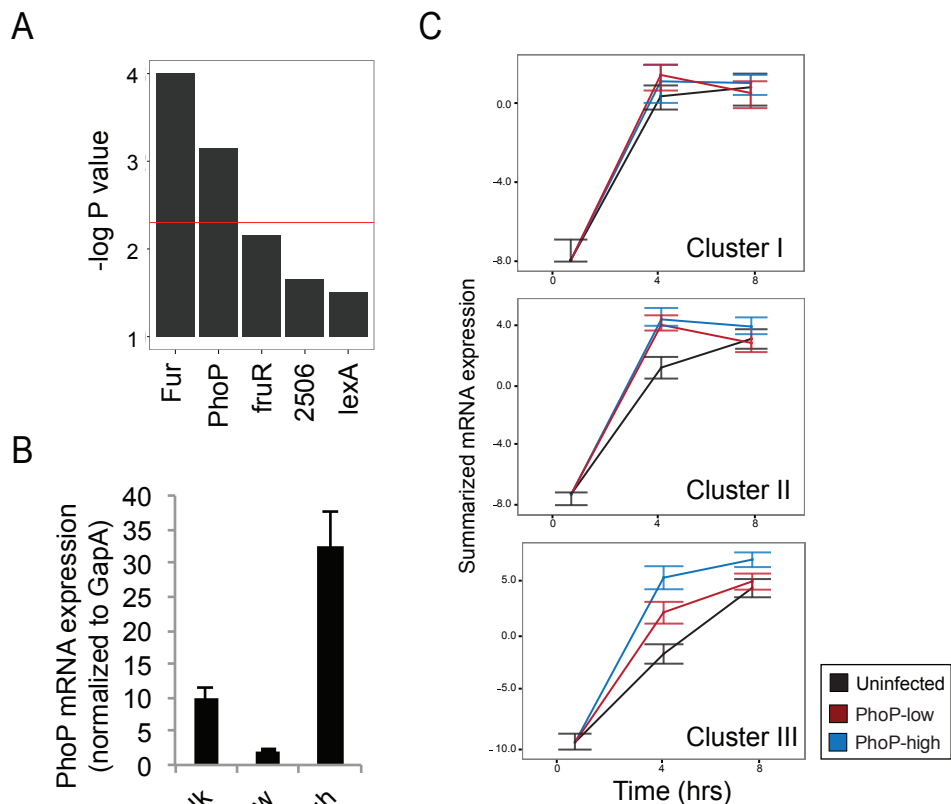 A
-log P value
4
3
2
1
Fur
PhoP
fruR
2506
lexA
B
PhoP mRNA expression
(normalized to GapA)
40
35
30
25
20
15
10
5
0
C
Summarized mRNA expression
0.0
-4.0
-8.0
Cluster I
0
4
8
4.0
0.0
-4.0
-8.0
Cluster II
0
4
8
5.0
0.0
-5.0
-10.0
Cluster III
0
4
8
Time (hrs)
Uninfected
PhoP-low
PhoP-high